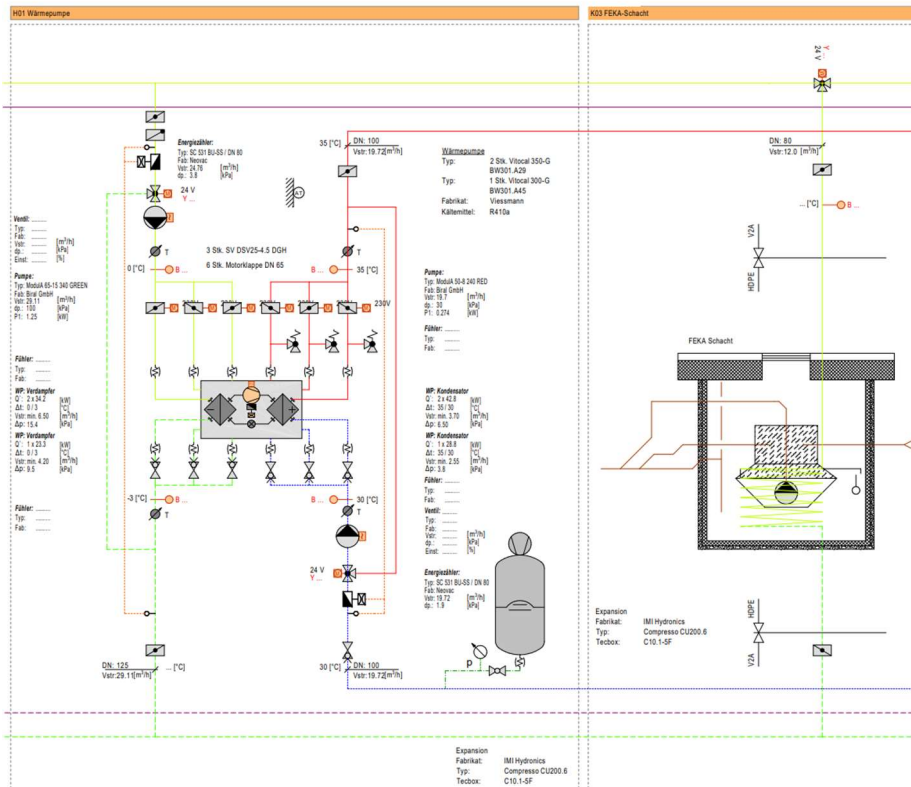 H01 Wärmepumpe
Energiezähler:
Typ: SC 531 BU-SS / DN 80
Fab: Neovac
Vstr: 24.76 [m³/h]
dp.: 3.8 [kPa]
24 V
Y ...
35 [°C]
DN: 100
Vstr:19.72[m³/h]
AT
Wärmepumpe
Typ: 2 Stk. Vitocal 350-G
BW301.A29
Typ: 1 Stk. Vitocal 300-G
BW301.A45
Fabrikat: Viessmann
Kältemittel: R410a
Ventil: .........
Typ: .........
Fab: .........
Vstr: ......... [m³/h]
dp.: ......... [kPa]
Einst: ......... [%]
Pumpe:
Typ: ModulA 65-15 340 GREEN
Fab: Biral GmbH
Vstr: 29.11 [m³/h]
dp.: 100 [kPa]
P1: 1.25 [kW]
T
3 Stk. SV DSV25-4.5 DGH
6 Stk. Motorklappe DN 65
T
0 [°C]
B ...
B ...
35 [°C]
230V
Pumpe:
Typ: ModulA 50-8 240 RED
Fab: Biral GmbH
Vstr: 19.7 [m³/h]
dp.: 30 [kPa]
P1: 0.274 [kW]
Fühler: .........
Typ: .........
Fab: .........
Fühler: .........
Typ: .........
Fab: .........
WP: Verdampfer
Q': 2 x 34.2 [kW]
Δt: 0 / 3 [°C]
Vstr: min. 6.50 [m³/h]
Δp: 15.4 [kPa]
WP: Verdampfer
Q': 1 x 23.3 [kW]
Δt: 0 / 3 [°C]
Vstr: min. 4.20 [m³/h]
Δp: 9.5 [kPa]
Fühler: .........
Typ: .........
Fab: .........
WP: Kondensator
Q': 2 x 42.8 [kW]
Δt: 35 / 30 [°C]
Vstr: min. 3.70 [m³/h]
Δp: 6.50 [kPa]
WP: Kondensator
Q': 1 x 28.8 [kW]
Δt: 35 / 30 [°C]
Vstr: min. 2.55 [m³/h]
Δp: 3.8 [kPa]
Fühler: .........
Typ: .........
Fab: .........
Ventil: .........
Typ: .........
Fab: .........
Vstr: ......... [m³/h]
dp.: ......... [kPa]
Einst: ......... [%]
Energiezähler:
Typ: SC 531 BU-SS / DN 80
Fab: Neovac
Vstr: 19.72 [m³/h]
dp.: 1.9 [kPa]
-3 [°C]
B ...
T
B ...
30 [°C]
T
24 V
Y ...
p
DN: 125
Vstr:29.11[m³/h]
... [°C]
30 [°C]
DN: 100
Vstr:19.72[m³/h]
Expansion
Fabrikat: IMI Hydronics
Typ: Compresso CU200.6
Tecbox: C10.1-5F
K03 FEKA-Schacht
Y ...
24 V
DN: 80
Vstr:12.0 [m³/h]
... [°C]
B ...
V2A
HDPE
FEKA Schacht
Expansion
Fabrikat: IMI Hydronics
Typ: Compresso CU200.6
Tecbox: C10.1-5F
HDPE
V2A